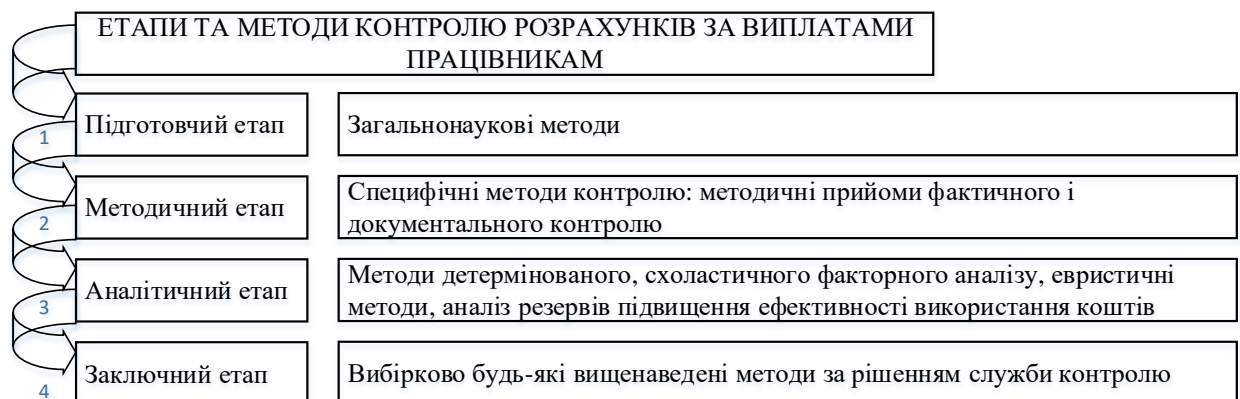 ЕТАПИ ТА МЕТОДИ КОНТРОЛЮ РОЗРАХУНКІВ ЗА ВИПЛАТАМИ
ПРАЦІВНИКАМ
1
Підготовчий етап
Загальнонаукові методи
2
Методичний етап
Специфічні методи контролю: методичні прийоми фактичного і
документального контролю
3
Аналітичний етап
Методи детермінованого, схоластичного факторного аналізу, евристичні
методи, аналіз резервів підвищення ефективності використання коштів
4
Заключний етап
Вибірково будь-які вищенаведені методи за рішенням служби контролю